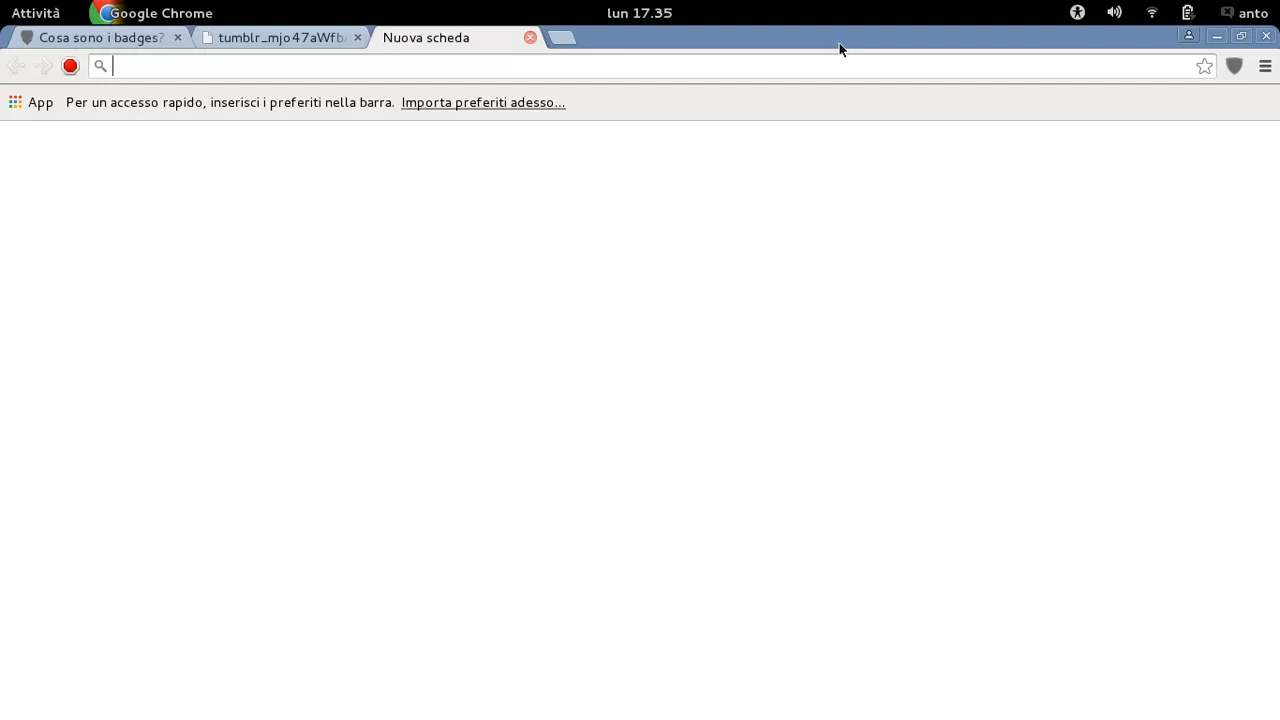 Attività Google Chrome lun 17.35 anto
Cosa sono i badges? tumblr_mjo47aWfb Nuova scheda
App Per un accesso rapido, inserisci i preferiti nella barra. Importa preferiti adesso...